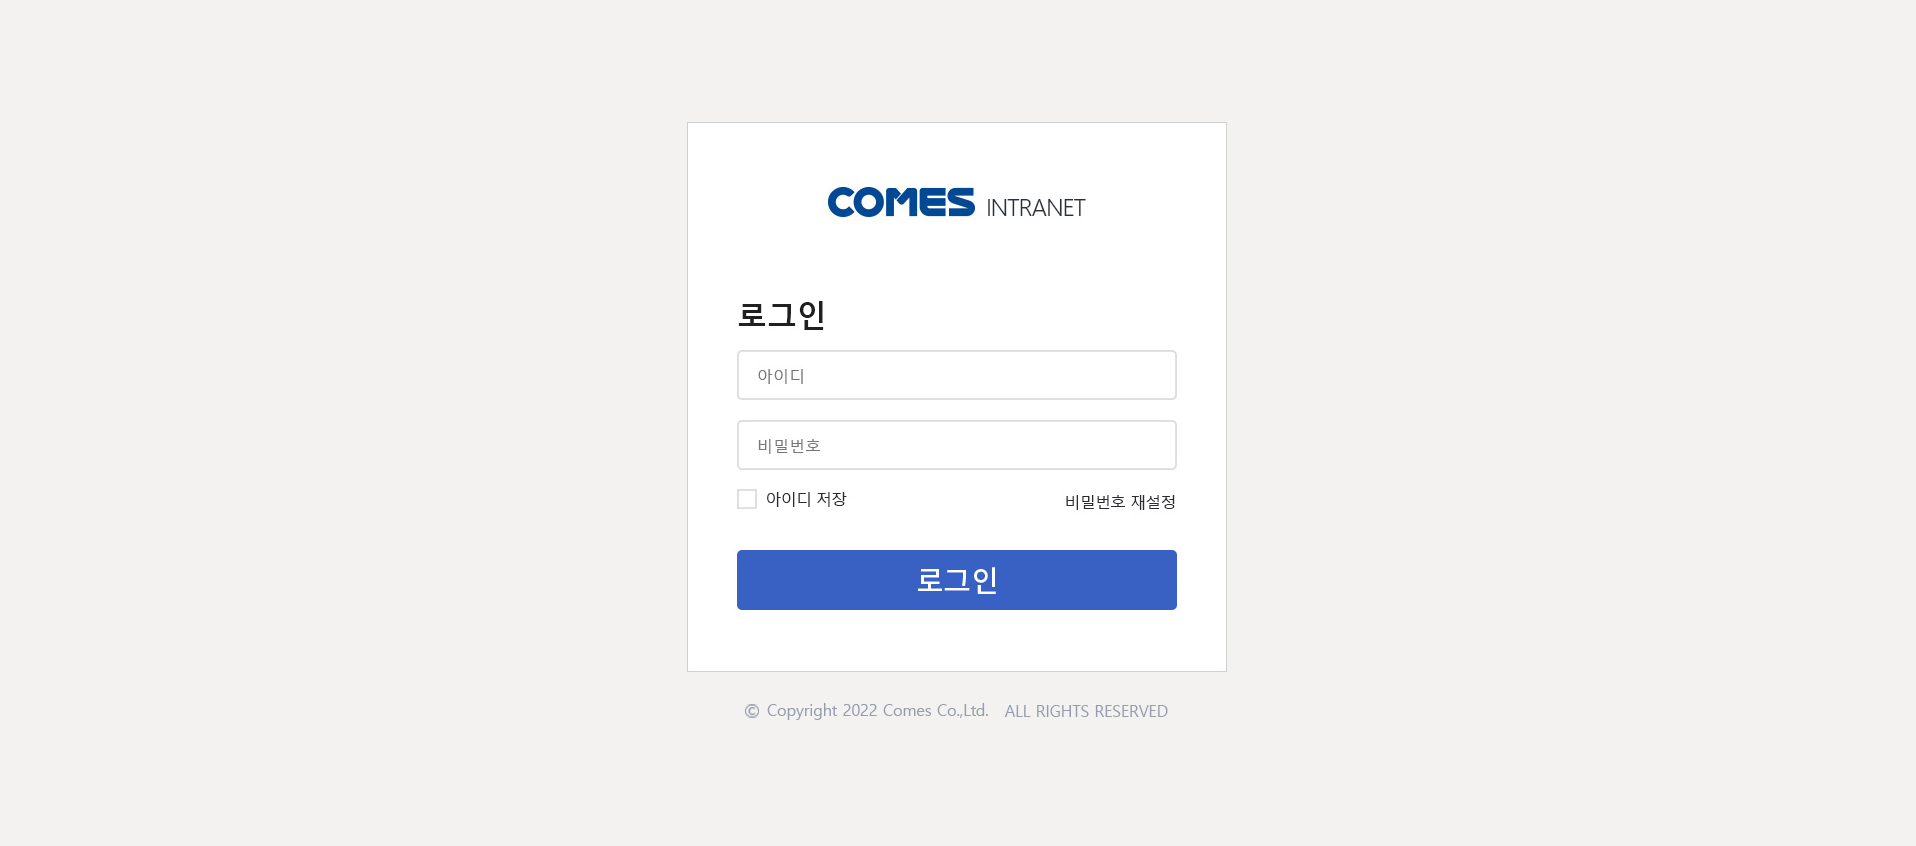 COMES INTRANET
로그인
아이디
비밀번호
아이디 저장 비밀번호 재설정
로그인
© Copyright 2022 Comes Co.,Ltd. ALL RIGHTS RESERVED